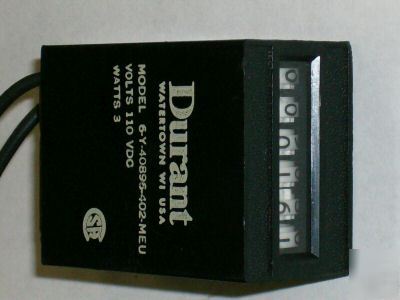 Durant
WATERTOWN WI USA
MODEL 6-Y-40895-402-MEU
VOLTS 110 VDC
WATTS 3